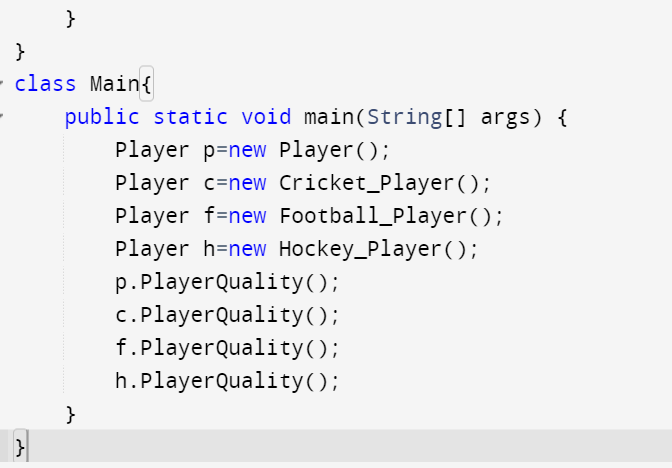 }
}
class Main{
    public static void main(String[] args) {
        Player p=new Player();
        Player c=new Cricket_Player();
        Player f=new Football_Player();
        Player h=new Hockey_Player();
        p.PlayerQuality();
        c.PlayerQuality();
        f.PlayerQuality();
        h.PlayerQuality();
    }
}